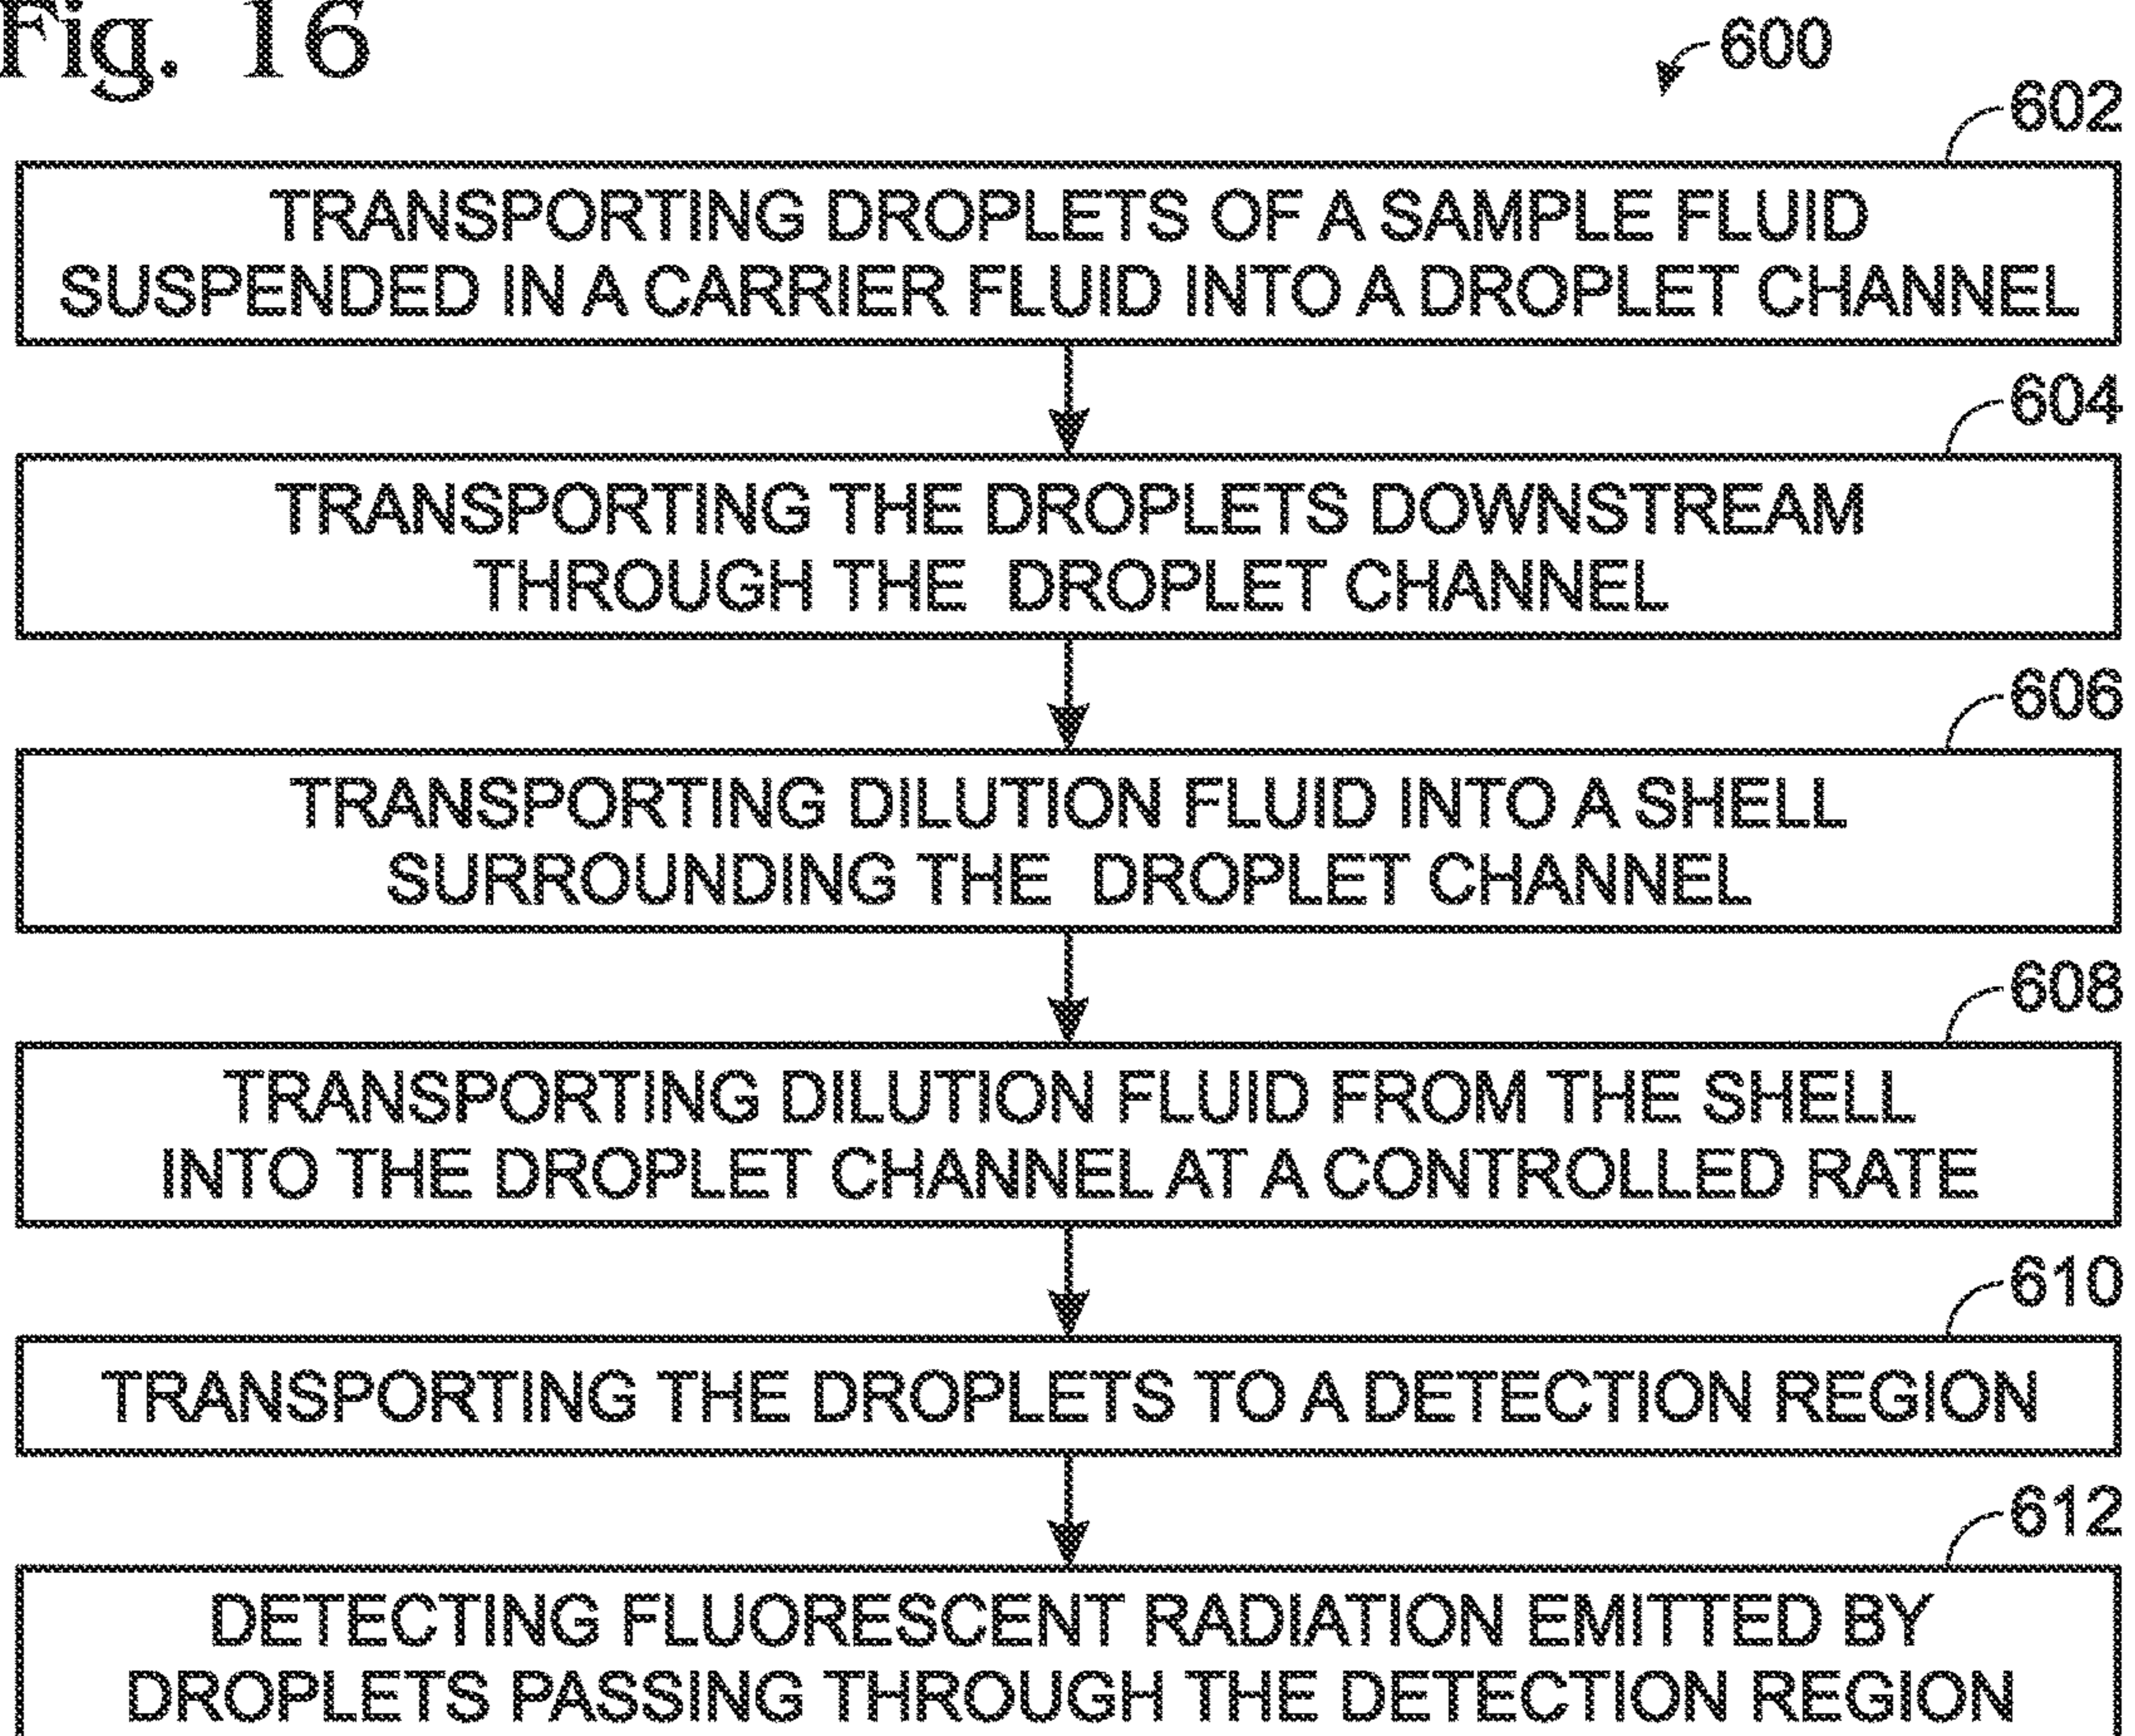 Fig. 16
600
602
TRANSPORTING DROPLETS OF A SAMPLE FLUID
SUSPENDED IN A CARRIER FLUID INTO A DROPLET CHANNEL
604
TRANSPORTING THE DROPLETS DOWNSTREAM
THROUGH THE DROPLET CHANNEL
606
TRANSPORTING DILUTION FLUID INTO A SHELL
SURROUNDING THE DROPLET CHANNEL
608
TRANSPORTING DILUTION FLUID FROM THE SHELL
INTO THE DROPLET CHANNEL AT A CONTROLLED RATE
610
TRANSPORTING THE DROPLETS TO A DETECTION REGION
612
DETECTING FLUORESCENT RADIATION EMITTED BY
DROPLETS PASSING THROUGH THE DETECTION REGION